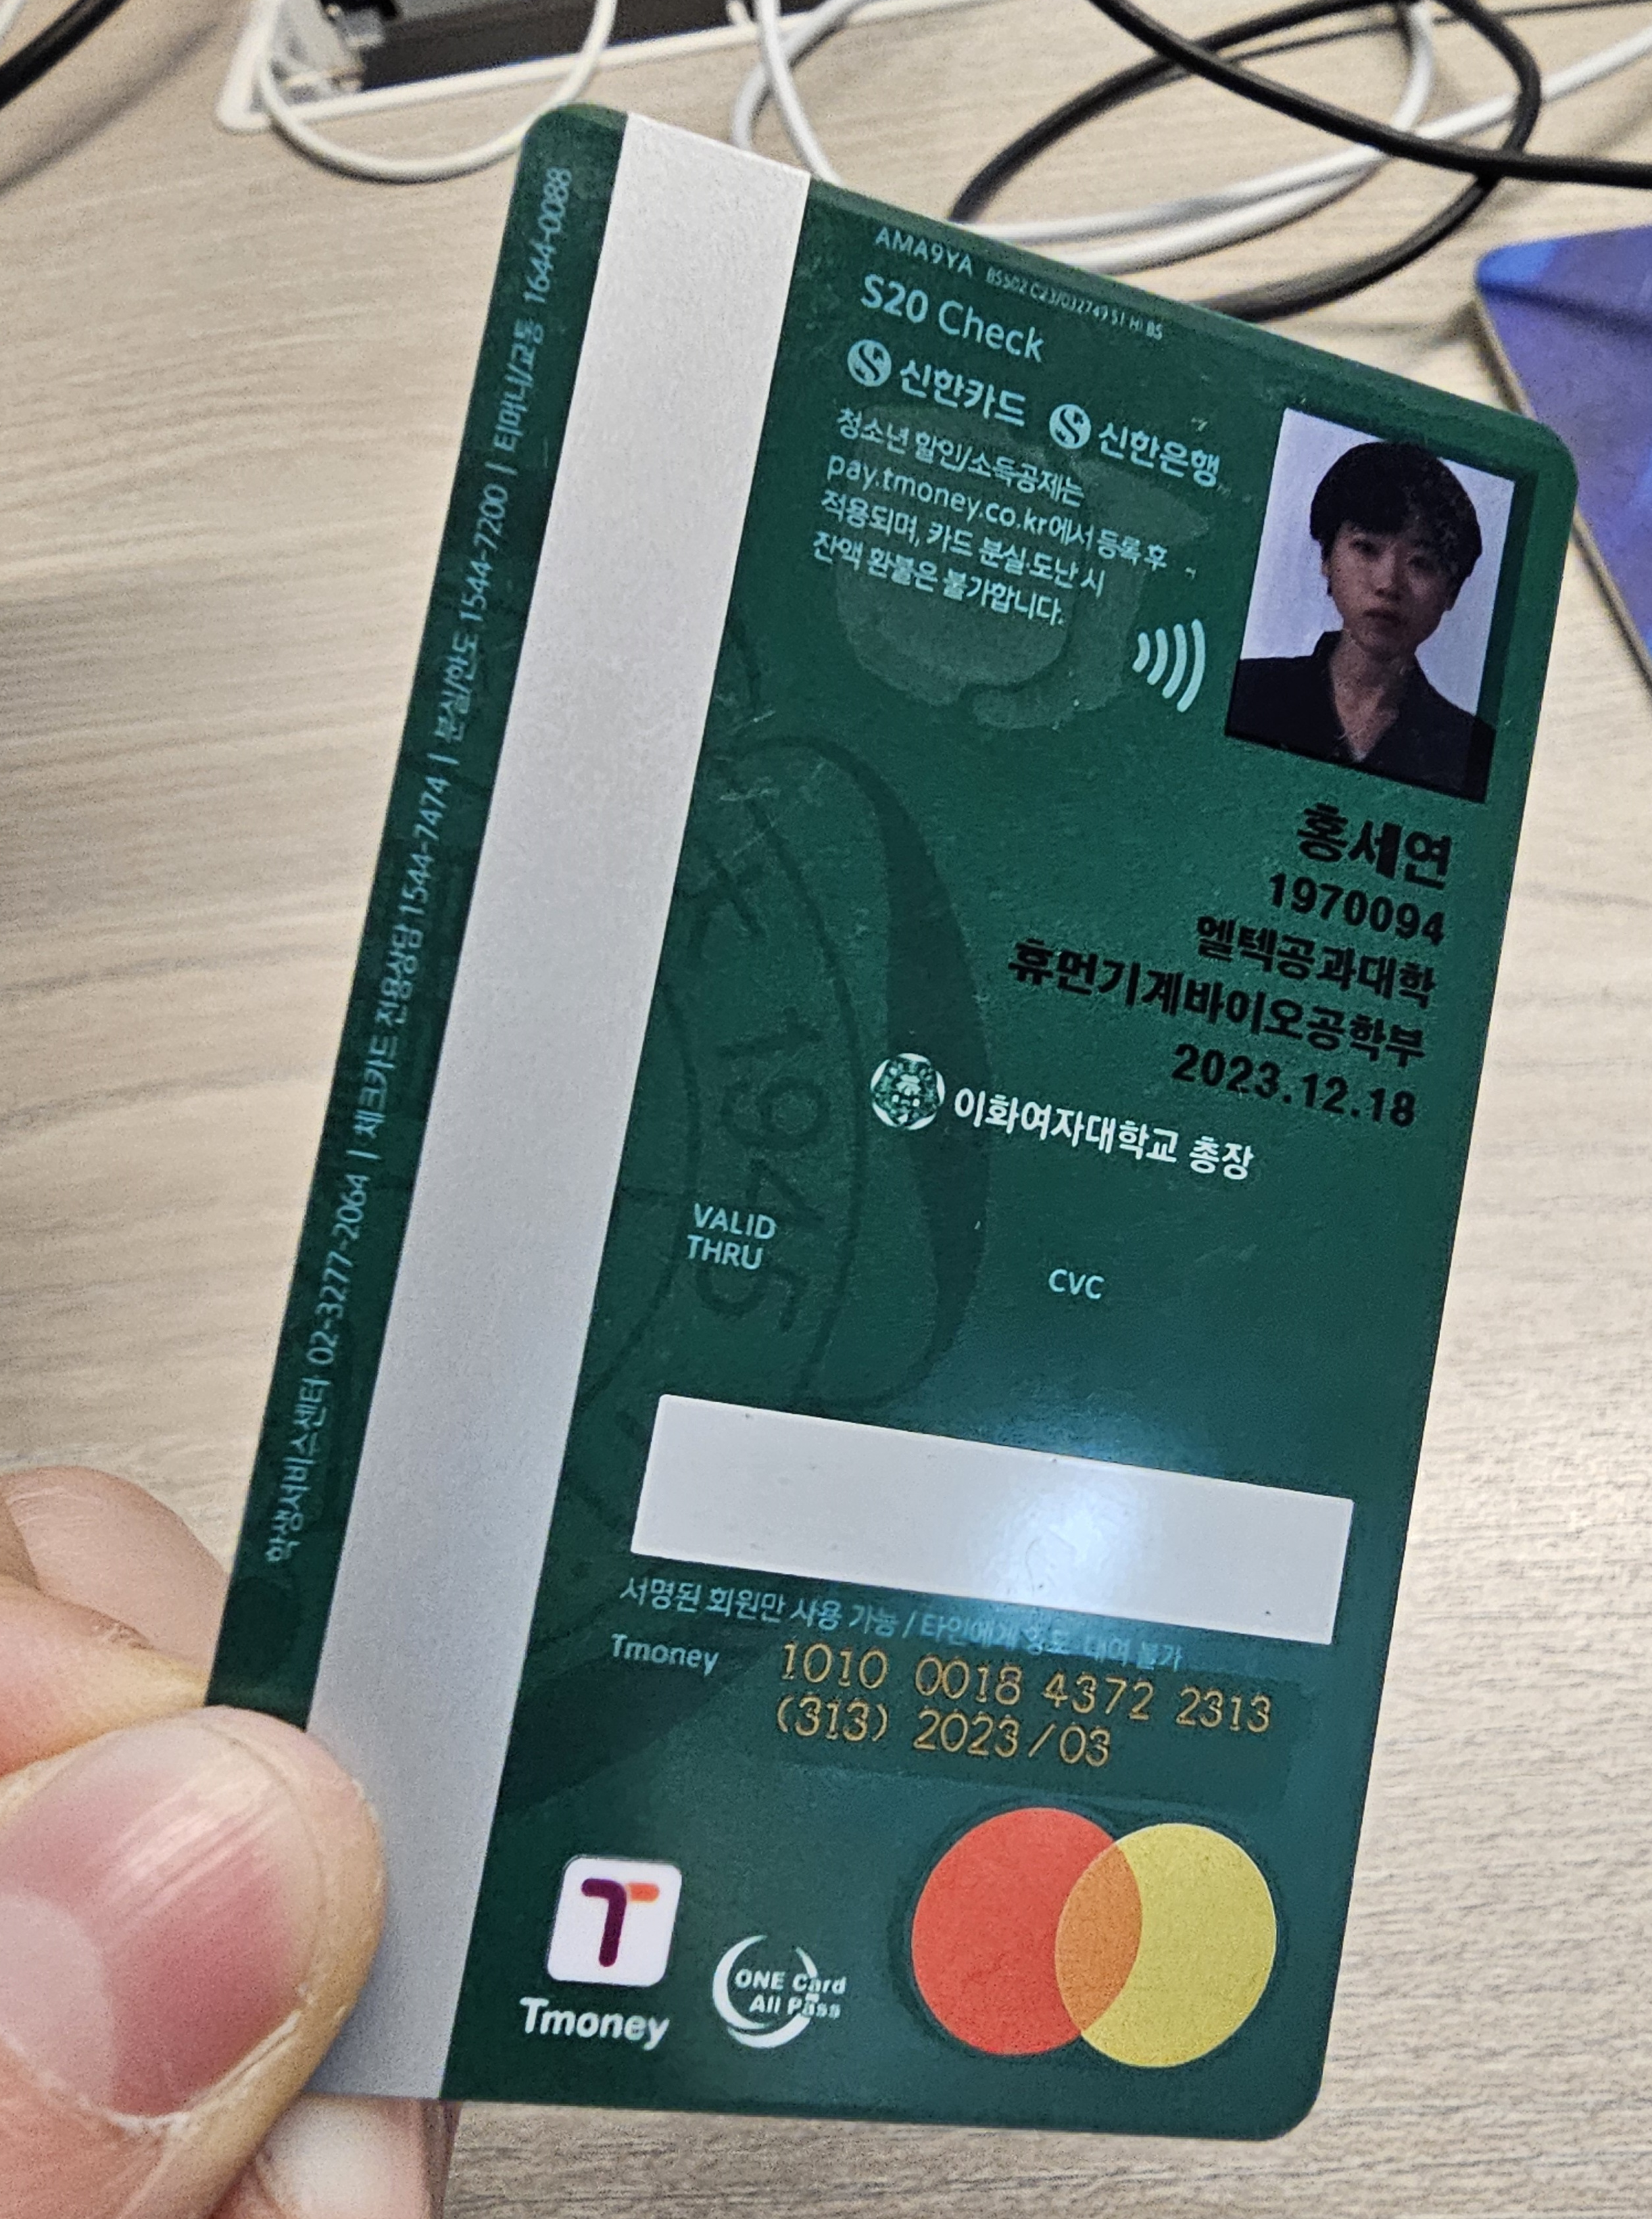 학생서비스센터 02-3277-2064 | 체크카드전용상담 1544-7474 | 분실/한도 1544-7200 | 티머니/교통 1644-0088
AMA9YA
S20 Check
신한카드 신한은행
청소년 할인/소득공제는
pay.tmoney.co.kr에서 등록 후
적용되며, 카드 분실·도난 시
잔액 환불은 불가합니다.
홍세연
1970094
엘텍공과대학
휴먼기계바이오공학부
2023.12.18
이화여자대학교 총장
1945
VALID
THRU
CVC
서명된 회원만 사용 가능 / 타인에게 양도·대여 불가
Tmoney 1010 0018 4372 2313
(313) 2023/03
T
Tmoney
ONE Card
All Pass